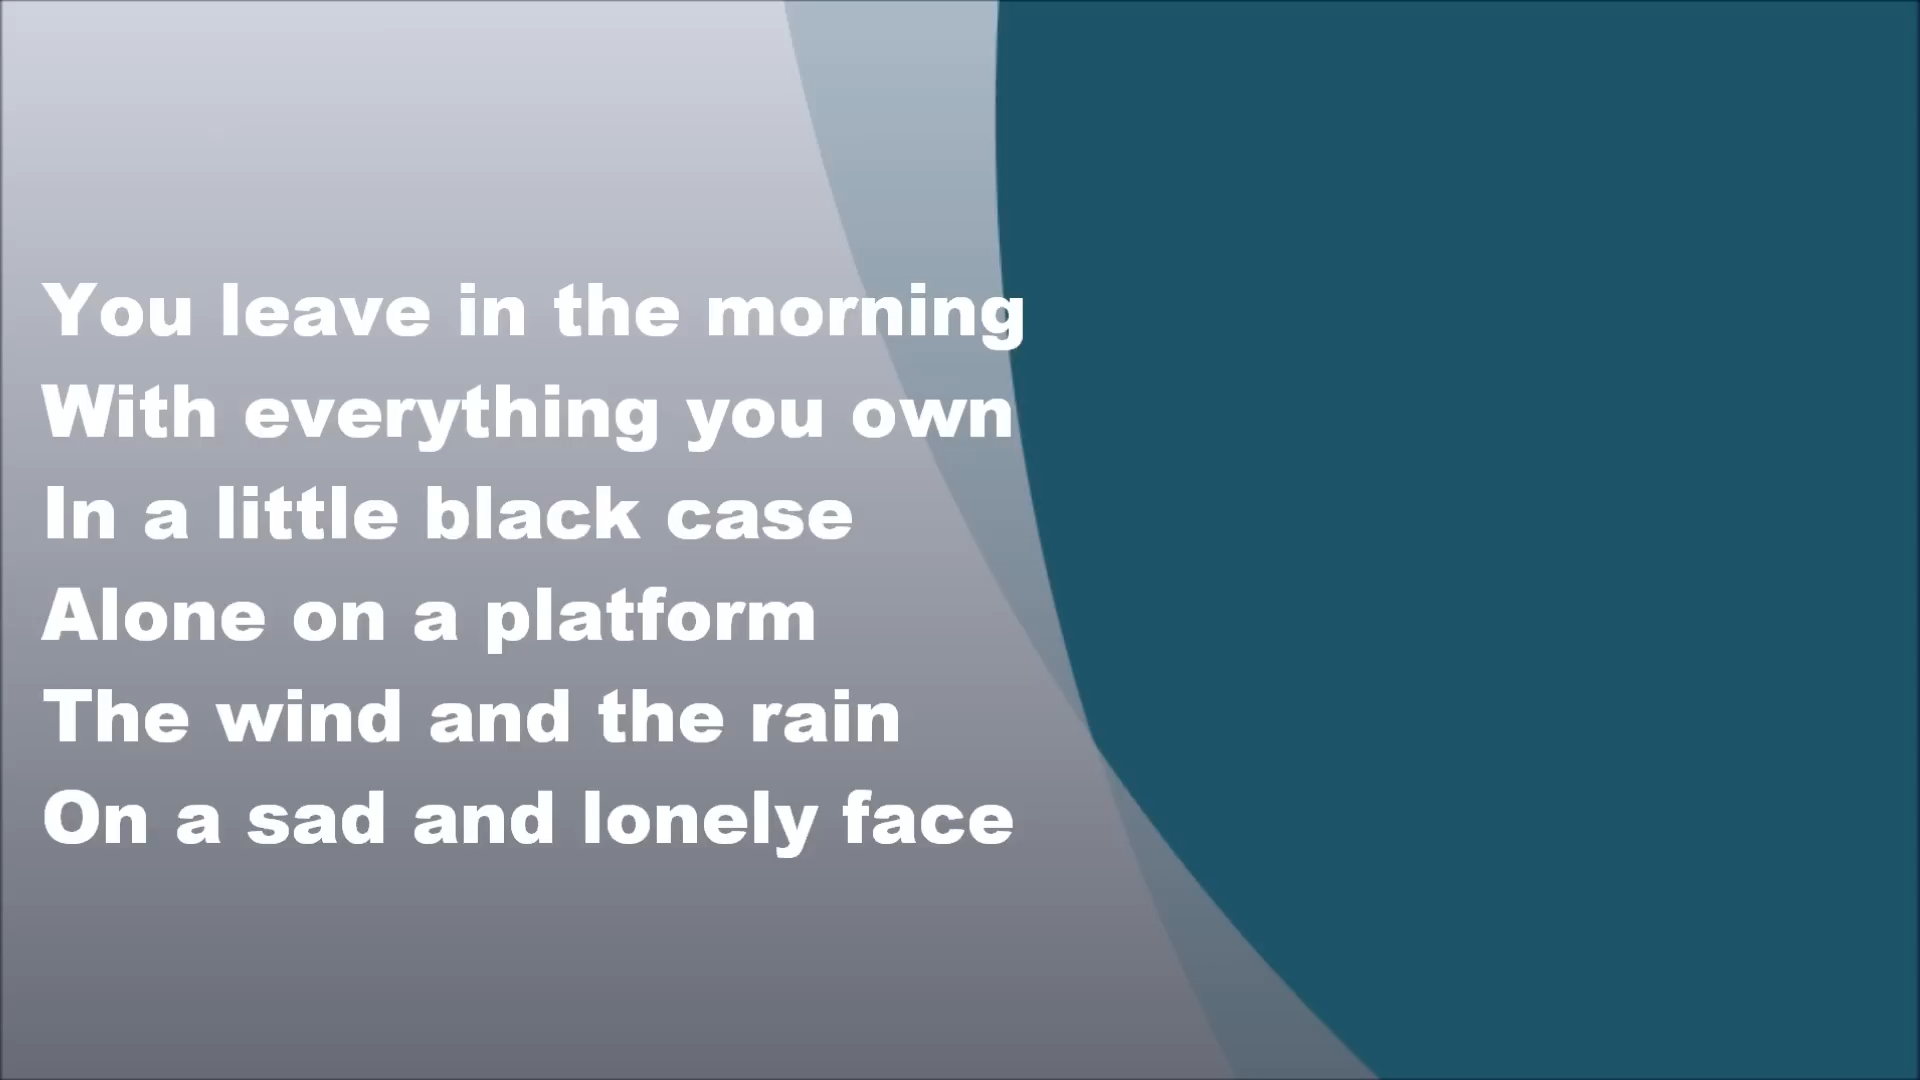 You leave in the morning
With everything you own
In a little black case
Alone on a platform
The wind and the rain
On a sad and lonely face